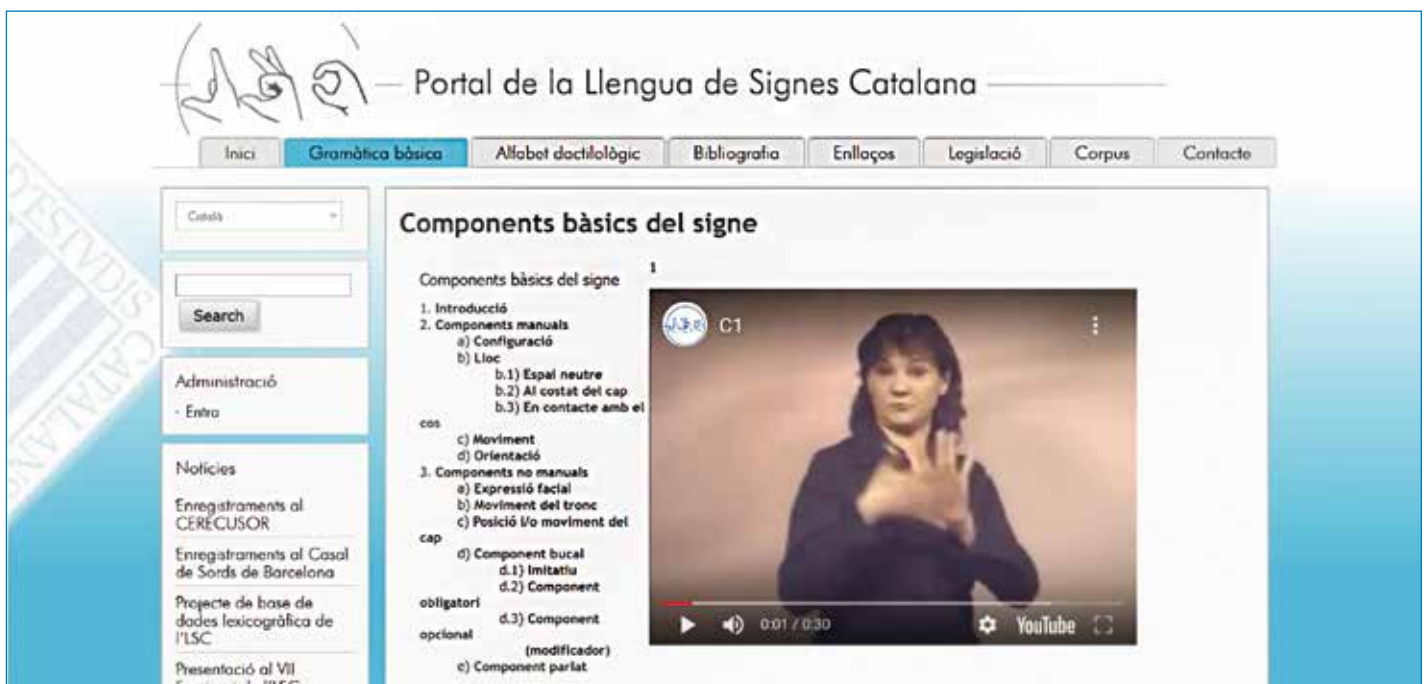 Portal de la Llengua de Signes Catalana
Inici
Gramàtica bàsica
Alfabet dactilològic
Bibliografia
Enllaços
Legislació
Corpus
Contacte
Català
Search
Administració
- Entra
Notícies
Enregistraments al
CERECUSOR
Enregistraments al Casal
de Sords de Barcelona
Projecte de base de
dades lexicogràfica de
l'LSC
Presentació al VII
D'ESTVDIS
CATALANS
Components bàsics del signe
Components bàsics del signe
1. Introducció
2. Components manuals
a) Configuració
b) Lloc
b.1) Espai neutre
b.2) Al costat del cap
b.3) En contacte amb el
cos
c) Moviment
d) Orientació
3. Components no manuals
a) Expressió facial
b) Moviment del tronc
c) Posició i/o moviment del
cap
d) Component bucal
d.1) Imitatiu
d.2) Component
obligatori
d.3) Component
opcional
(modificador)
e) Component parlat
1
C1
0:01 / 0:30
YouTube